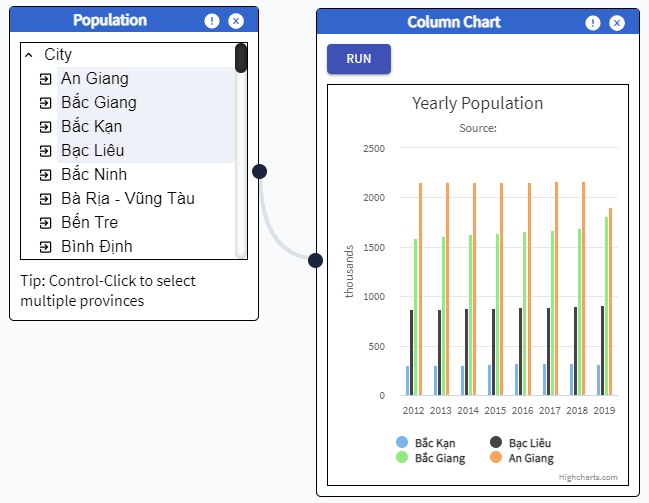 Population
City
An Giang
Bắc Giang
Bắc Kạn
Bạc Liêu
Bắc Ninh
Bà Rịa - Vũng Tàu
Bến Tre
Bình Định
Tip: Control-Click to select
multiple provinces
Column Chart
RUN
Yearly Population
Source:
thousands
2500
2000
1500
1000
500
0
2012 2013 2014 2015 2016 2017 2018 2019
Bắc Kạn Bạc Liêu
Bắc Giang An Giang
Highcharts.com